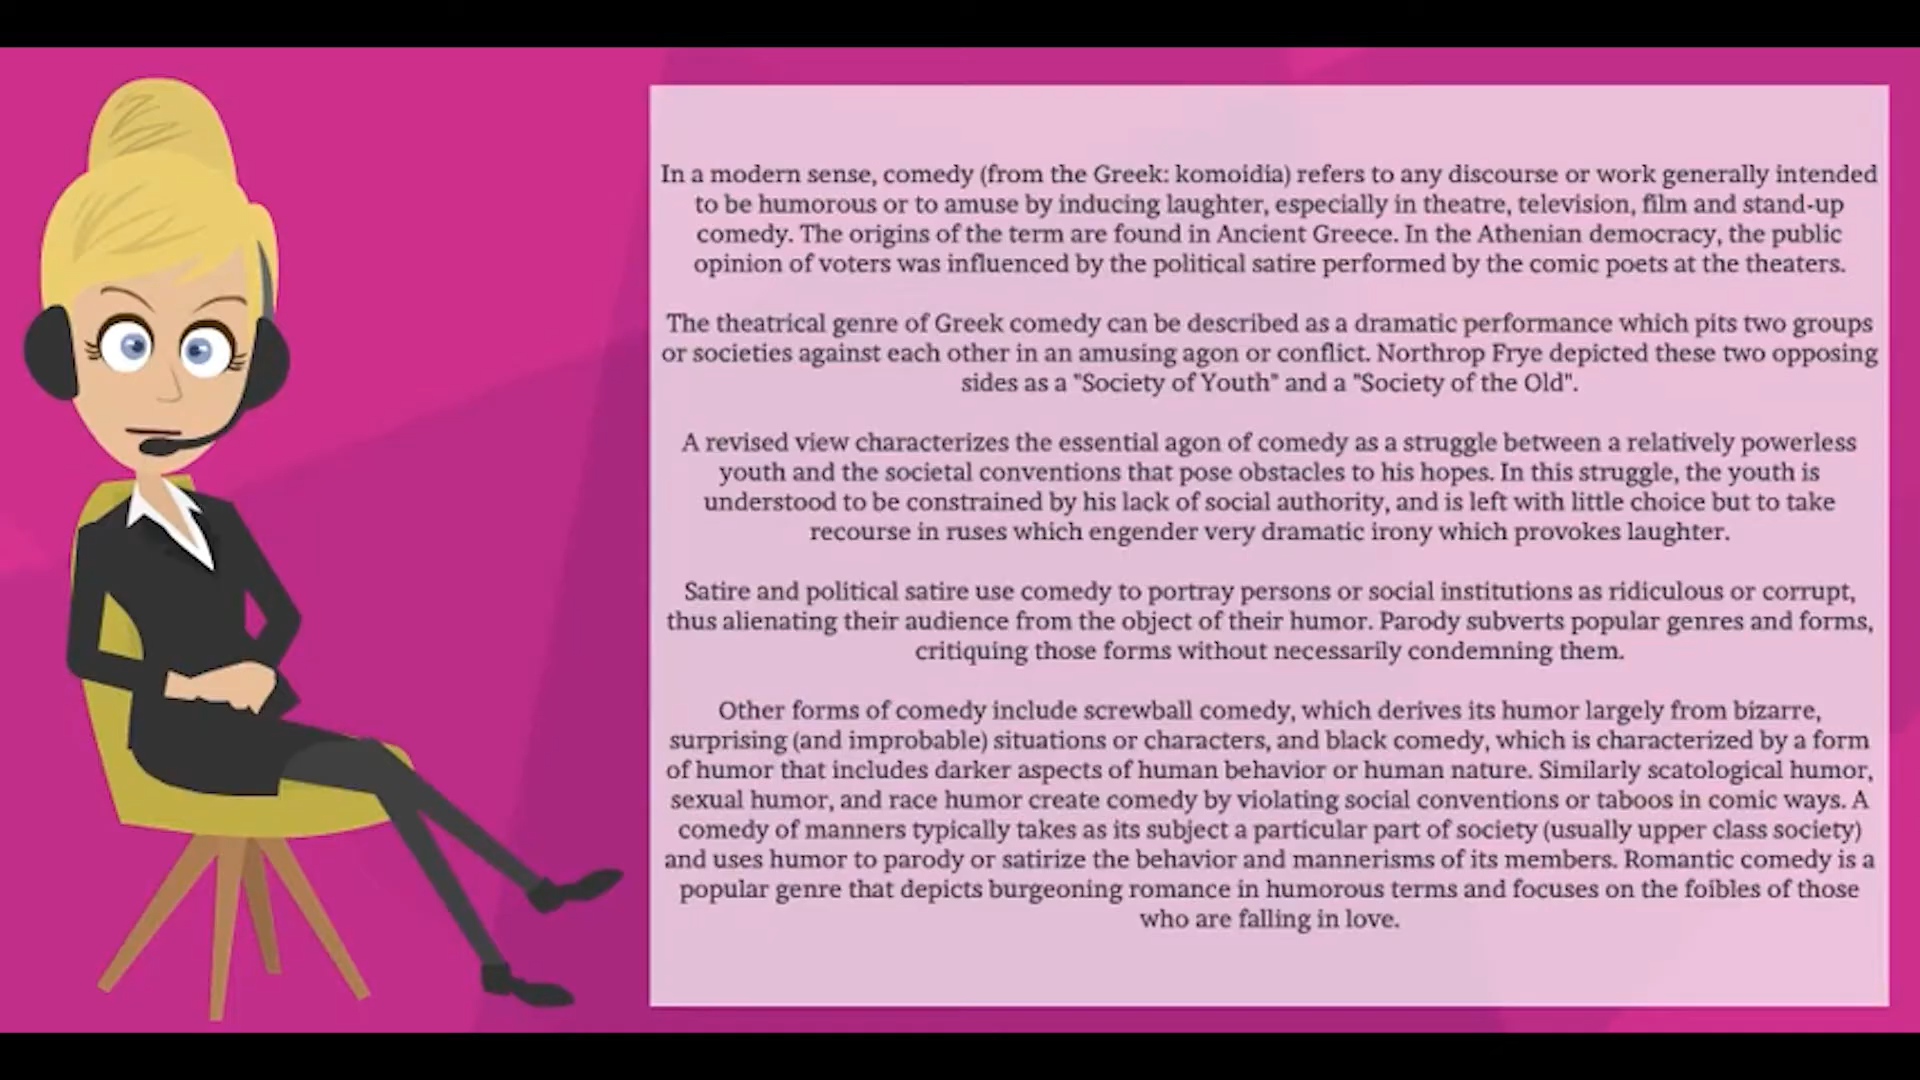 In a modern sense, comedy (from the Greek: komoidia) refers to any discourse or work generally intended
to be humorous or to amuse by inducing laughter, especially in theatre, television, film and stand-up
comedy. The origins of the term are found in Ancient Greece. In the Athenian democracy, the public
opinion of voters was influenced by the political satire performed by the comic poets at the theaters.
The theatrical genre of Greek comedy can be described as a dramatic performance which pits two groups
or societies against each other in an amusing agon or conflict. Northrop Frye depicted these two opposing
sides as a "Society of Youth" and a "Society of the Old".
A revised view characterizes the essential agon of comedy as a struggle between a relatively powerless
youth and the societal conventions that pose obstacles to his hopes. In this struggle, the youth is
understood to be constrained by his lack of social authority, and is left with little choice but to take
recourse in ruses which engender very dramatic irony which provokes laughter.
Satire and political satire use comedy to portray persons or social institutions as ridiculous or corrupt,
thus alienating their audience from the object of their humor. Parody subverts popular genres and forms,
critiquing those forms without necessarily condemning them.
Other forms of comedy include screwball comedy, which derives its humor largely from bizarre,
surprising (and improbable) situations or characters, and black comedy, which is characterized by a form
of humor that includes darker aspects of human behavior or human nature. Similarly scatological humor,
sexual humor, and race humor create comedy by violating social conventions or taboos in comic ways. A
comedy of manners typically takes as its subject a particular part of society (usually upper class society)
and uses humor to parody or satirize the behavior and mannerisms of its members. Romantic comedy is a
popular genre that depicts burgeoning romance in humorous terms and focuses on the foibles of those
who are falling in love.